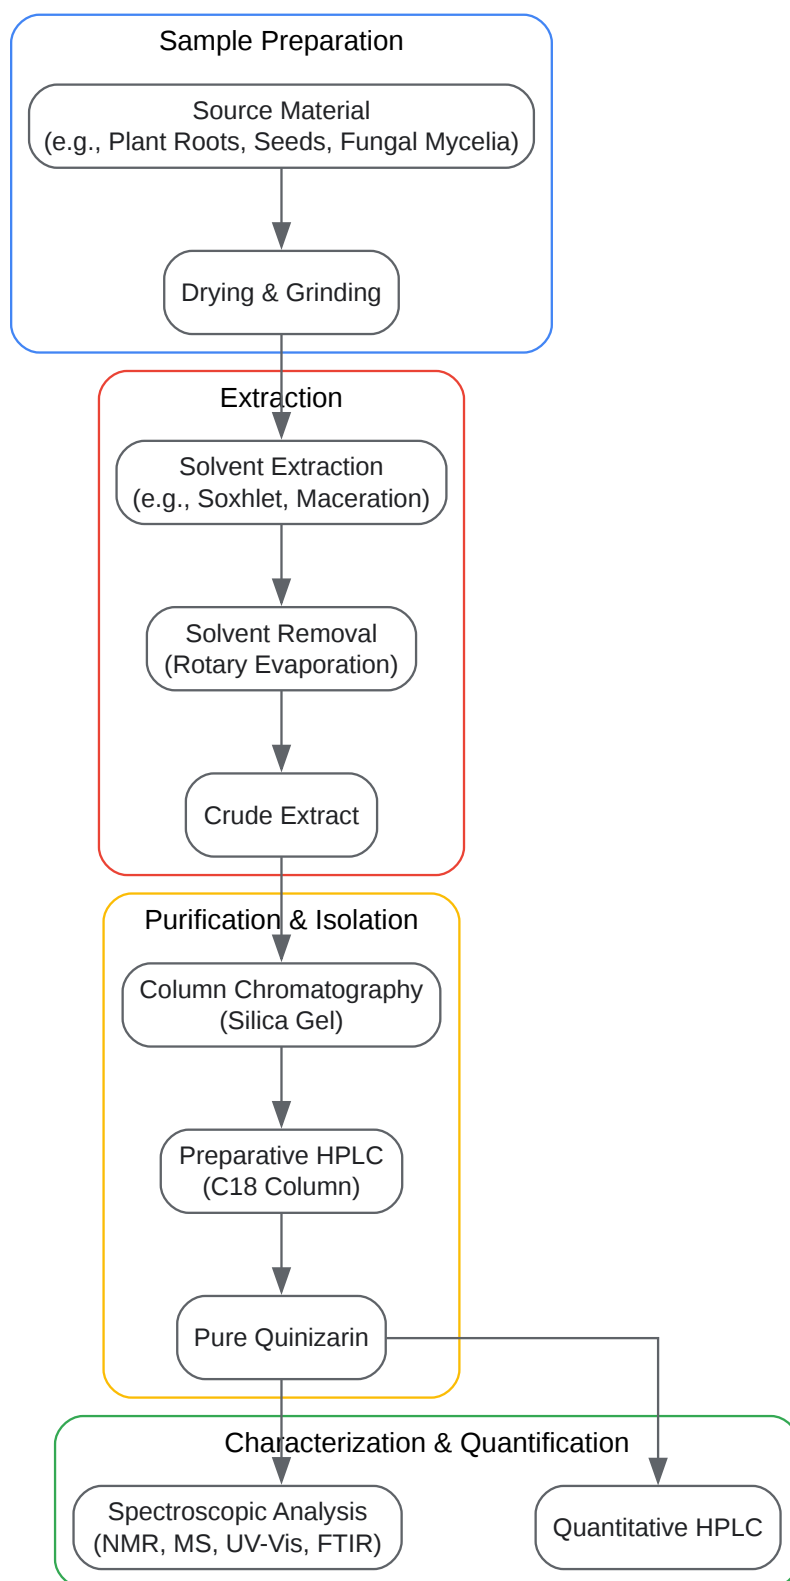 Sample Preparation
Source Material
(e.g., Plant Roots, Seeds, Fungal Mycelia)
Drying & Grinding
Extraction
Solvent Extraction
(e.g., Soxhlet, Maceration)
Solvent Removal
(Rotary Evaporation)
Crude Extract
Purification & Isolation
Column Chromatography
(Silica Gel)
Preparative HPLC
(C18 Column)
Pure Quinizarin
Characterization & Quantification
Spectroscopic Analysis
(NMR, MS, UV-Vis, FTIR)
Quantitative HPLC